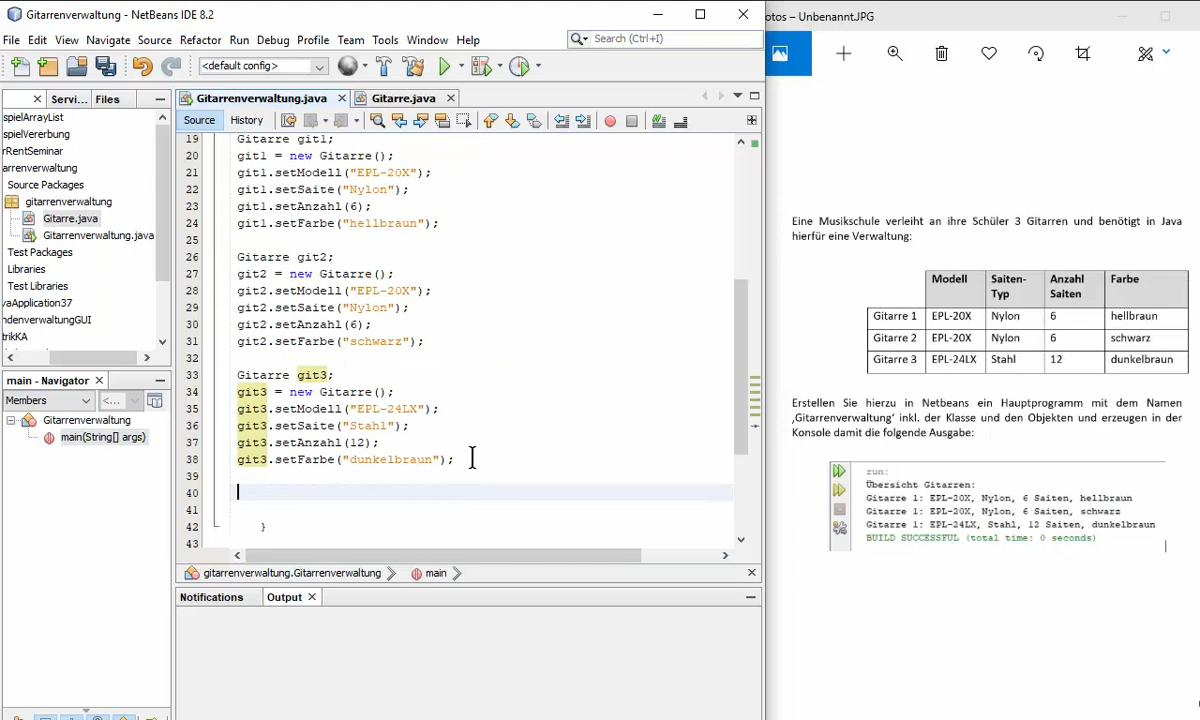 Gitarrenverwaltung - NetBeans IDE 8.2
File Edit View Navigate Source Refactor Run Debug Profile Team Tools Window Help
Search (Ctrl+I)
<default config>
Servi... Files
Gitarrenverwaltung.java
Gitarre.java
Source History
spielArrayList
spielVererbung
rRentSeminar
arrenverwaltung
Source Packages
gitarrenverwaltung
Gitarre.java
Gitarrenverwaltung.java
Test Packages
Libraries
Test Libraries
vaApplication37
ndenverwaltungGUI
trikKA
main - Navigator
Members
<...
Gitarrenverwaltung
main(String[] args)
19 Gitarre git1;
20 git1 = new Gitarre();
21 git1.setModell("EPL-20X");
22 git1.setSaite("Nylon");
23 git1.setAnzahl(6);
24 git1.setFarbe("hellbraun");
25
26 Gitarre git2;
27 git2 = new Gitarre();
28 git2.setModell("EPL-20X");
29 git2.setSaite("Nylon");
30 git2.setAnzahl(6);
31 git2.setFarbe("schwarz");
32
33 Gitarre git3;
34 git3 = new Gitarre();
35 git3.setModell("EPL-24LX");
36 git3.setSaite("Stahl");
37 git3.setAnzahl(12);
38 git3.setFarbe("dunkelbraun");
39
40
41
42 }
43
gitarrenverwaltung.Gitarrenverwaltung main
Notifications Output
otos – Unbenannt.JPG
Eine Musikschule verleiht an ihre Schüler 3 Gitarren und benötigt in Java
hierfür eine Verwaltung:
Modell Saiten-Typ Anzahl Saiten Farbe
Gitarre 1 EPL-20X Nylon 6 hellbraun
Gitarre 2 EPL-20X Nylon 6 schwarz
Gitarre 3 EPL-24LX Stahl 12 dunkelbraun
Erstellen Sie hierzu in Netbeans ein Hauptprogramm mit dem Namen
‚Gitarrenverwaltung‘ inkl. der Klasse und den Objekten und erzeugen in der
Konsole damit die folgende Ausgabe:
run:
Übersicht Gitarren:
Gitarre 1: EPL-20X, Nylon, 6 Saiten, hellbraun
Gitarre 1: EPL-20X, Nylon, 6 Saiten, schwarz
Gitarre 1: EPL-24LX, Stahl, 12 Saiten, dunkelbraun
BUILD SUCCESSFUL (total time: 0 seconds)